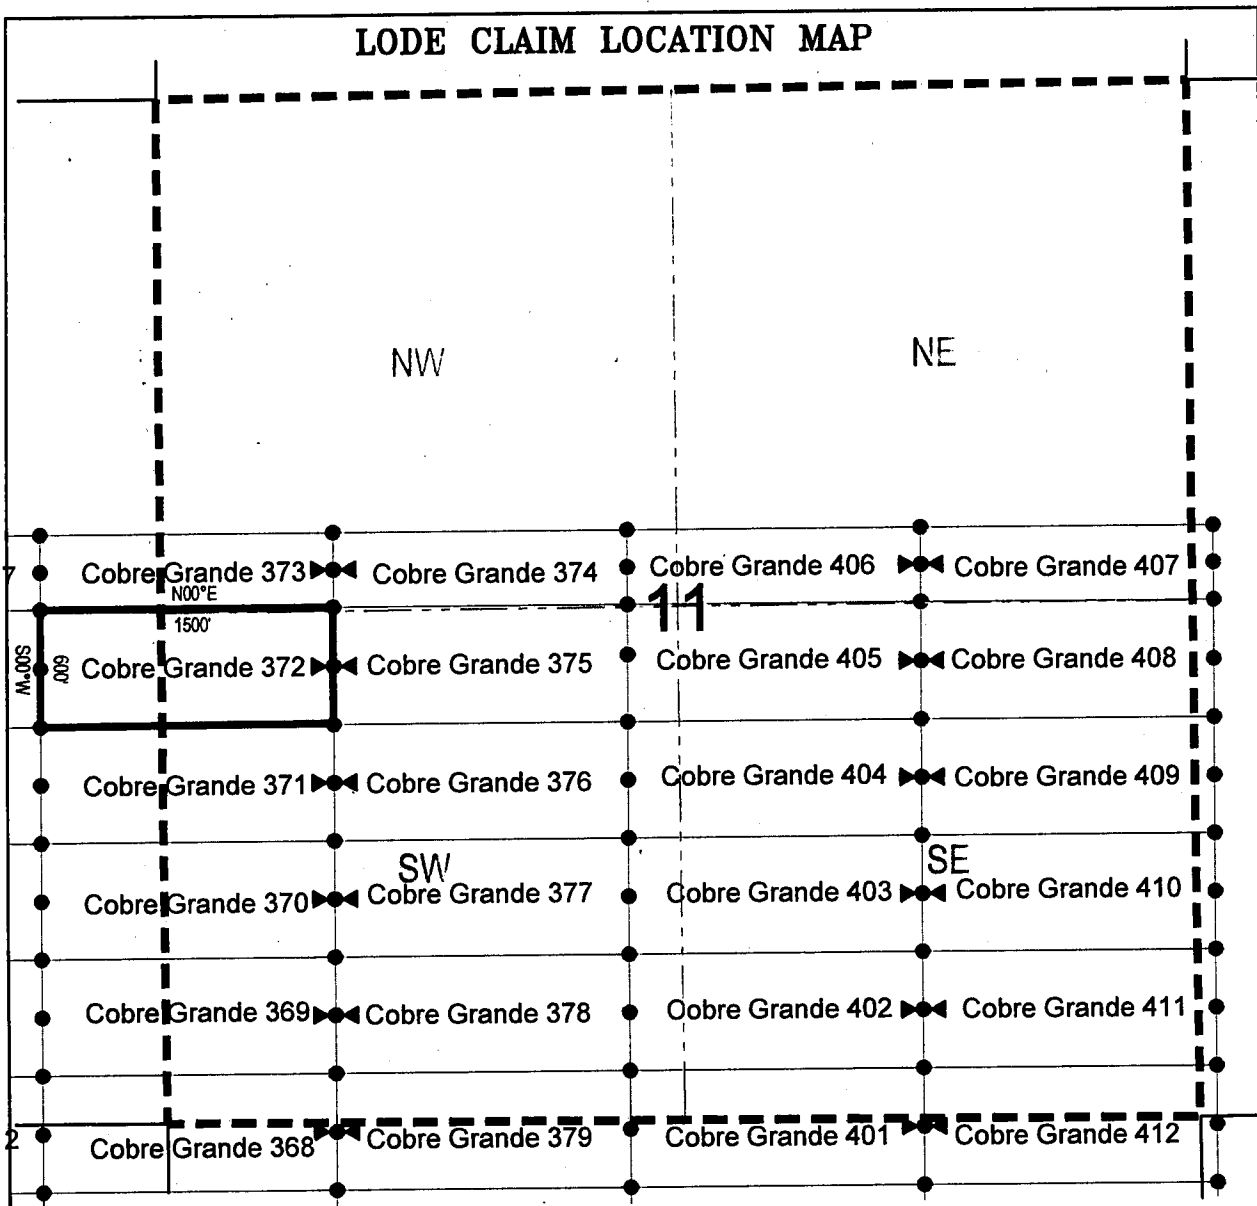 LODE CLAIM LOCATION MAP
NW
NE
7
Cobre Grande 373
Cobre Grande 374
Cobre Grande 406
Cobre Grande 407
N00°E
11
1500'
S00°W
600'
Cobre Grande 372
Cobre Grande 375
Cobre Grande 405
Cobre Grande 408
Cobre Grande 371
Cobre Grande 376
Cobre Grande 404
Cobre Grande 409
SW
SE
Cobre Grande 370
Cobre Grande 377
Cobre Grande 403
Cobre Grande 410
Cobre Grande 369
Cobre Grande 378
Oobre Grande 402
Cobre Grande 411
2
Cobre Grande 368
Cobre Grande 379
Cobre Grande 401
Cobre Grande 412